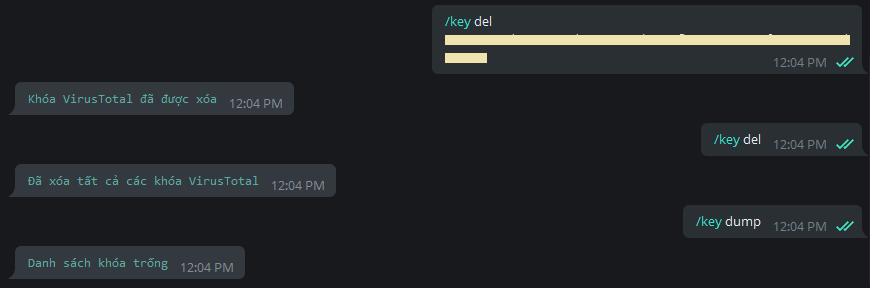 /key del
12:04 PM
Khóa VirusTotal đã được xóa 12:04 PM
/key del 12:04 PM
Đã xóa tất cả các khóa VirusTotal 12:04 PM
/key dump 12:04 PM
Danh sách khóa trống 12:04 PM